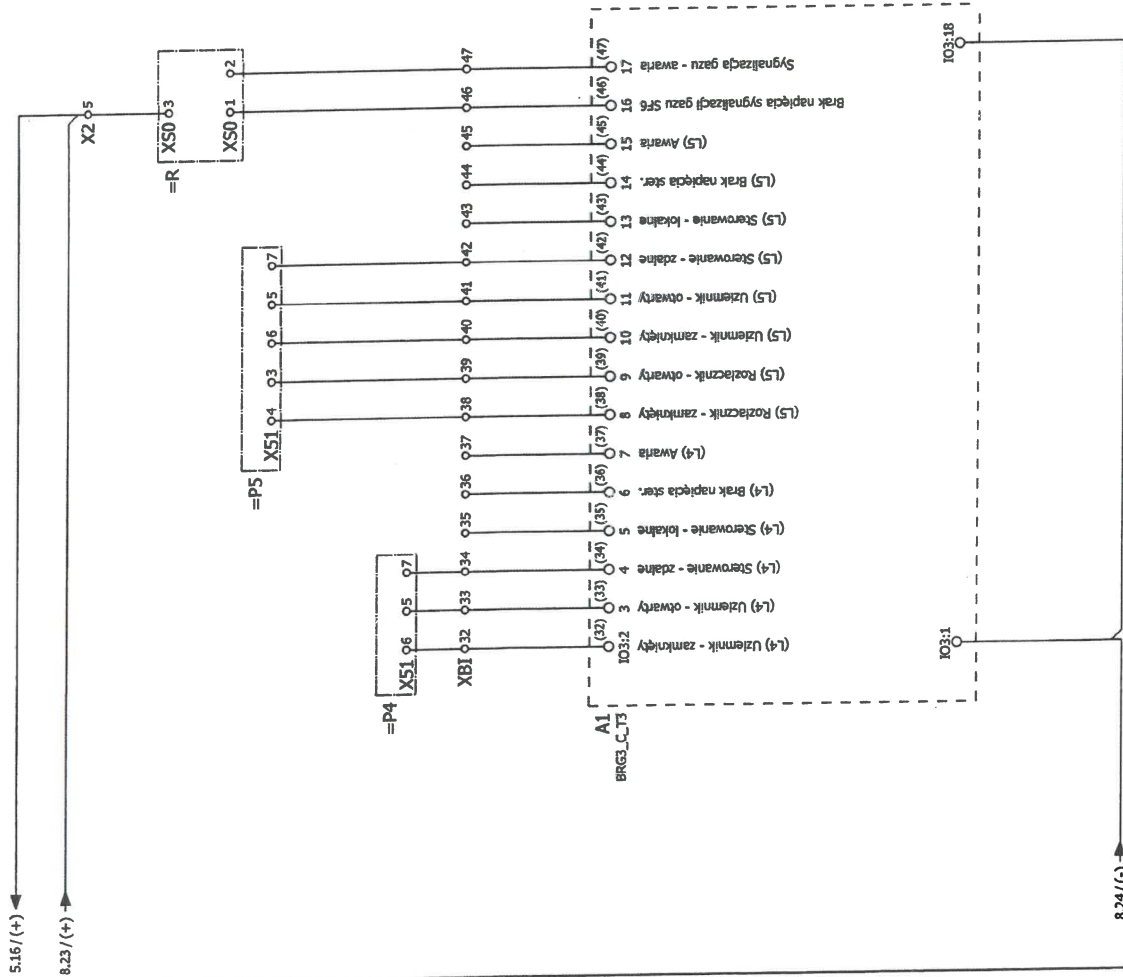 5.16 / (+)
8.23 / (+)
X2 5
XS0 3
XS0 1 2
=R
X51 4 3 6 5 7
=P5
X51 6 5 7
=P4
XBI 32 33 34 35 36 37 38 39 40 41 42 43 44 45 46 47
(32) (33) (34) (35) (36) (37) (38) (39) (40) (41) (42) (43) (44) (45) (46) (47)
IO3:2 3 4 5 6 7 8 9 10 11 12 13 14 15 16 17
(L4) Uziemnik - zamknięty
(L4) Uziemnik - otwarty
(L4) Sterowanie - zdalne
(L4) Sterowanie - lokalne
(L4) Brak napięcia ster.
(L4) Awaria
(L5) Rozlacznik - zamknięty
(L5) Rozlacznik - otwarty
(L5) Uziemnik - zamknięty
(L5) Uziemnik - otwarty
(L5) Sterowanie - zdalne
(L5) Sterowanie - lokalne
(L5) Brak napięcia ster.
(L5) Awaria
Brak napięcia sygnalizacji gazu SF6
Sygnalizacja gazu - awaria
A1
BRG3_C_T3
IO3:1
IO3:18
8.24 / (-)